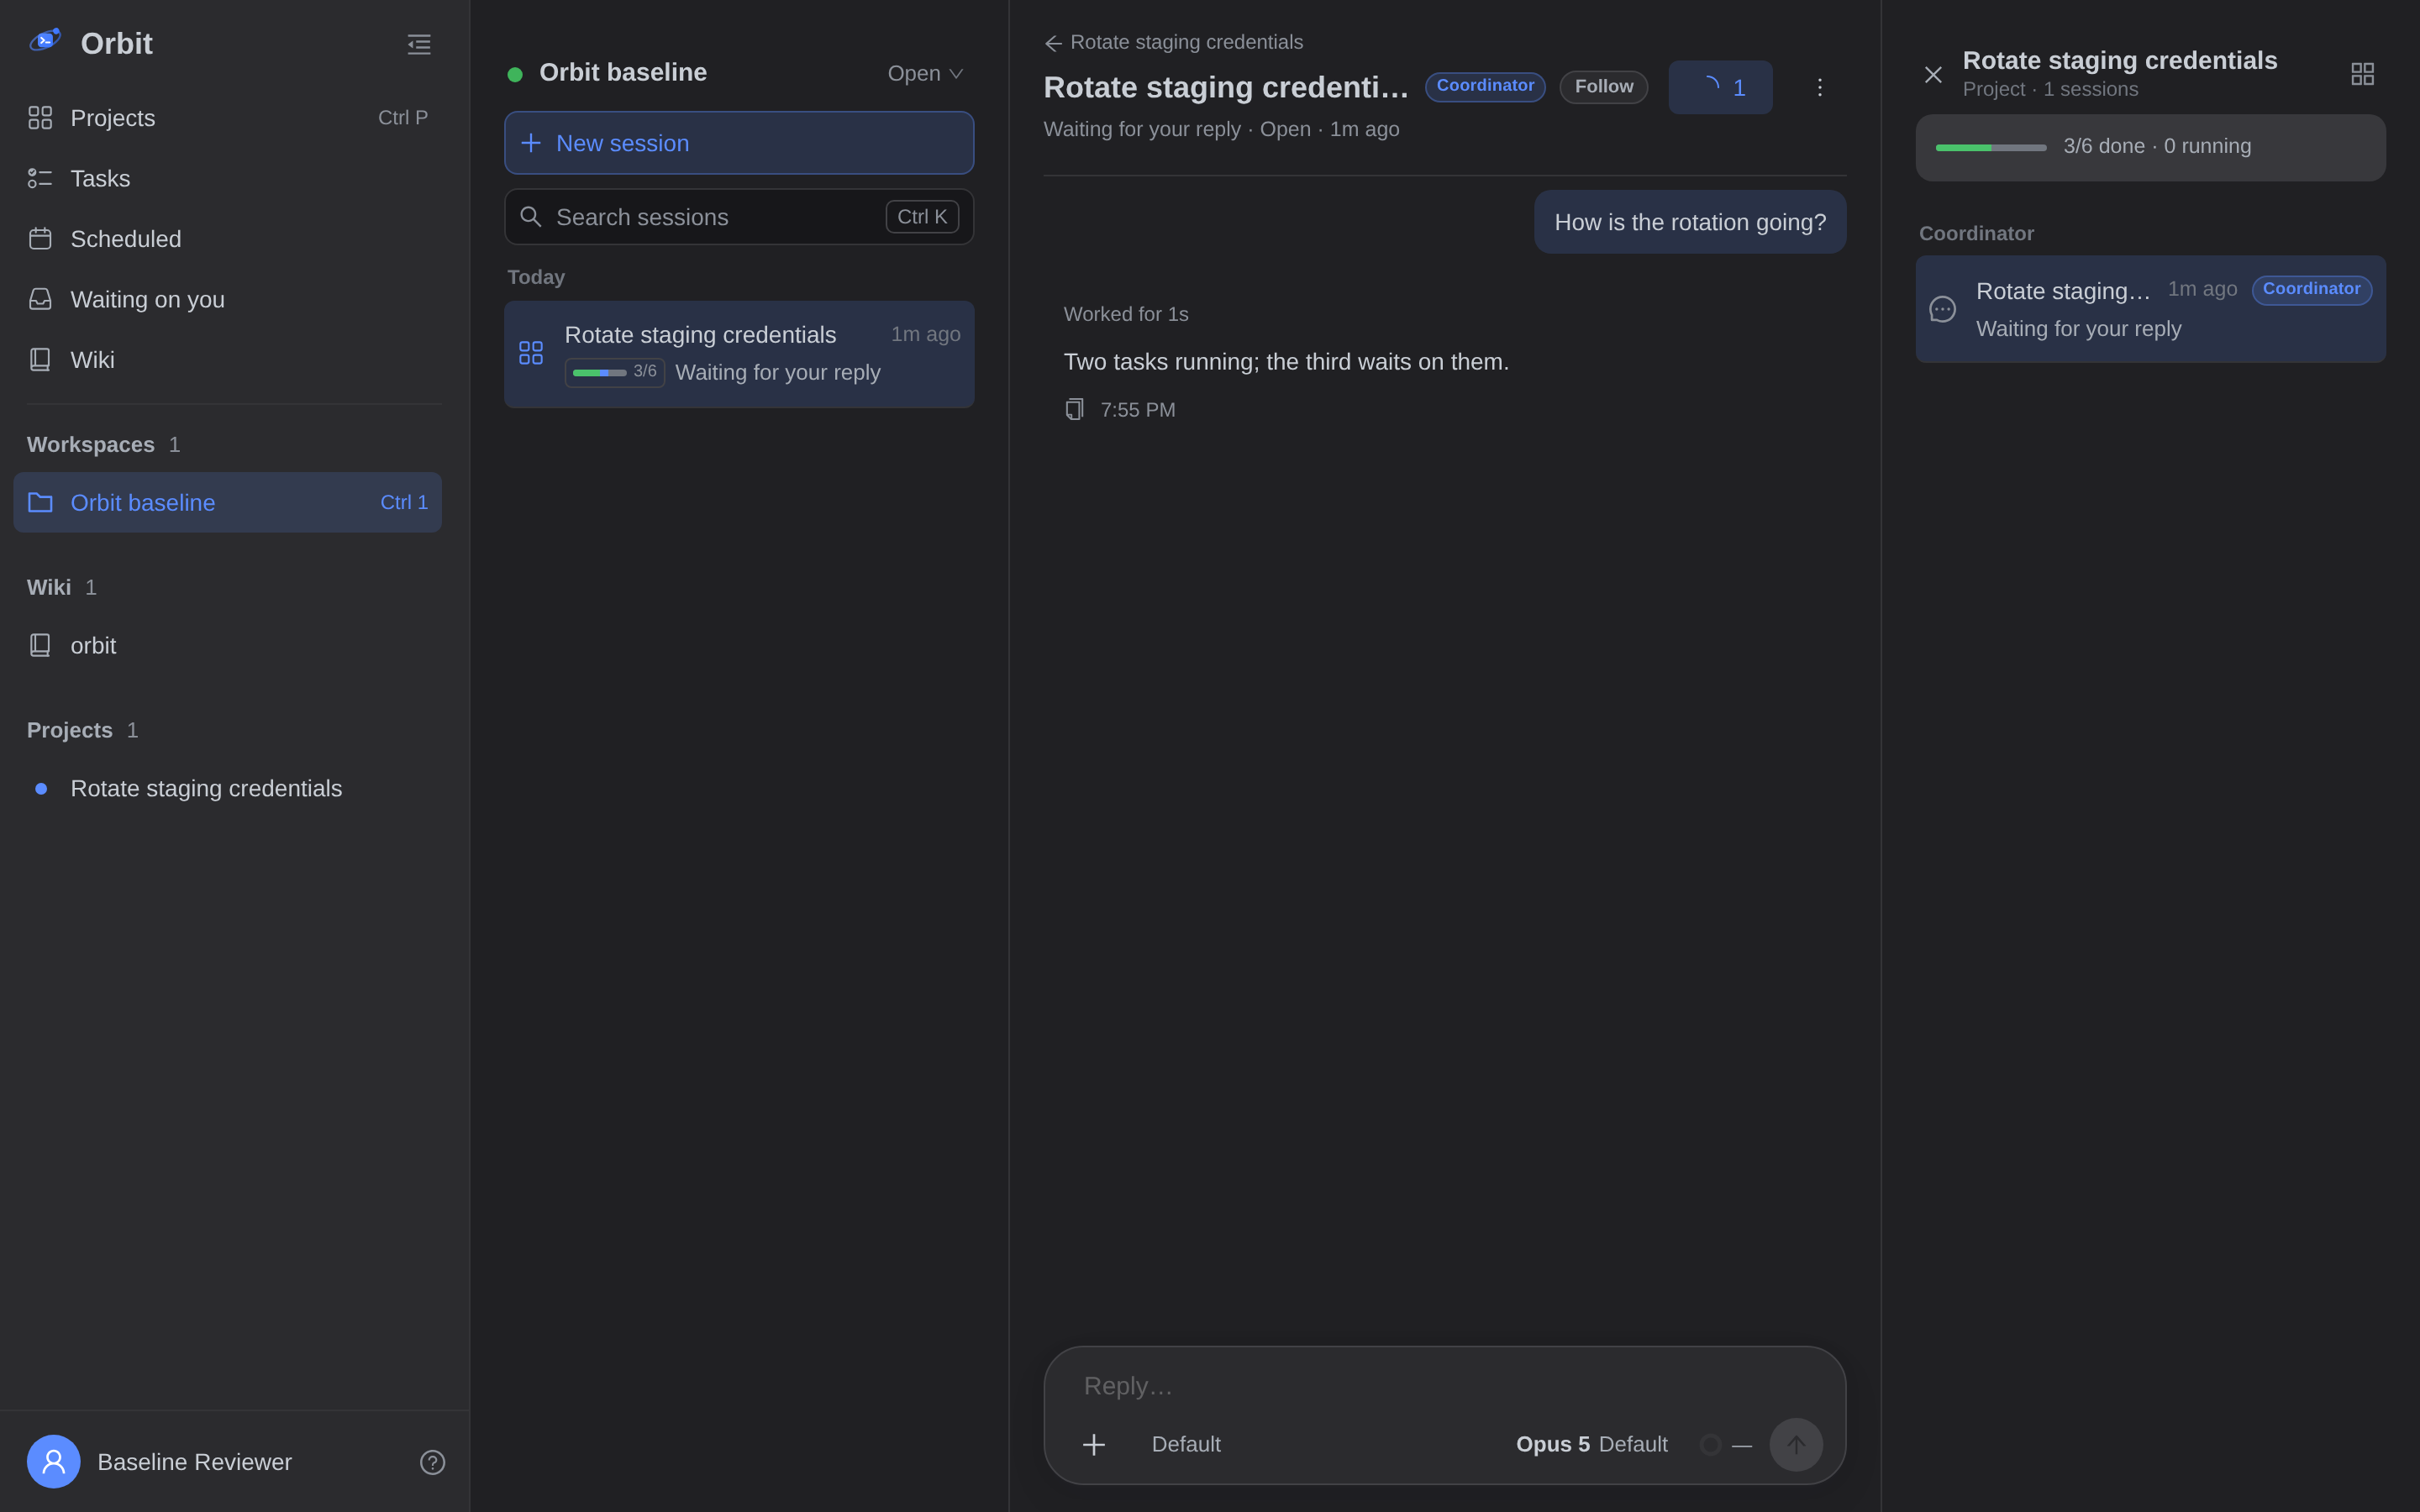 Orbit
Projects Ctrl P
Tasks
Scheduled
Waiting on you
Wiki
Workspaces 1
Orbit baseline Ctrl 1
Wiki 1
orbit
Projects 1
Rotate staging credentials
Baseline Reviewer
Orbit baseline Open
New session
Search sessions Ctrl K
Today
Rotate staging credentials 1m ago
3/6 Waiting for your reply
Rotate staging credentials
Rotate staging credenti… Coordinator Follow 1
Waiting for your reply · Open · 1m ago
How is the rotation going?
Worked for 1s
Two tasks running; the third waits on them.
7:55 PM
Reply…
Default Opus 5 Default —
Rotate staging credentials
Project · 1 sessions
3/6 done · 0 running
Coordinator
Rotate staging… 1m ago Coordinator
Waiting for your reply